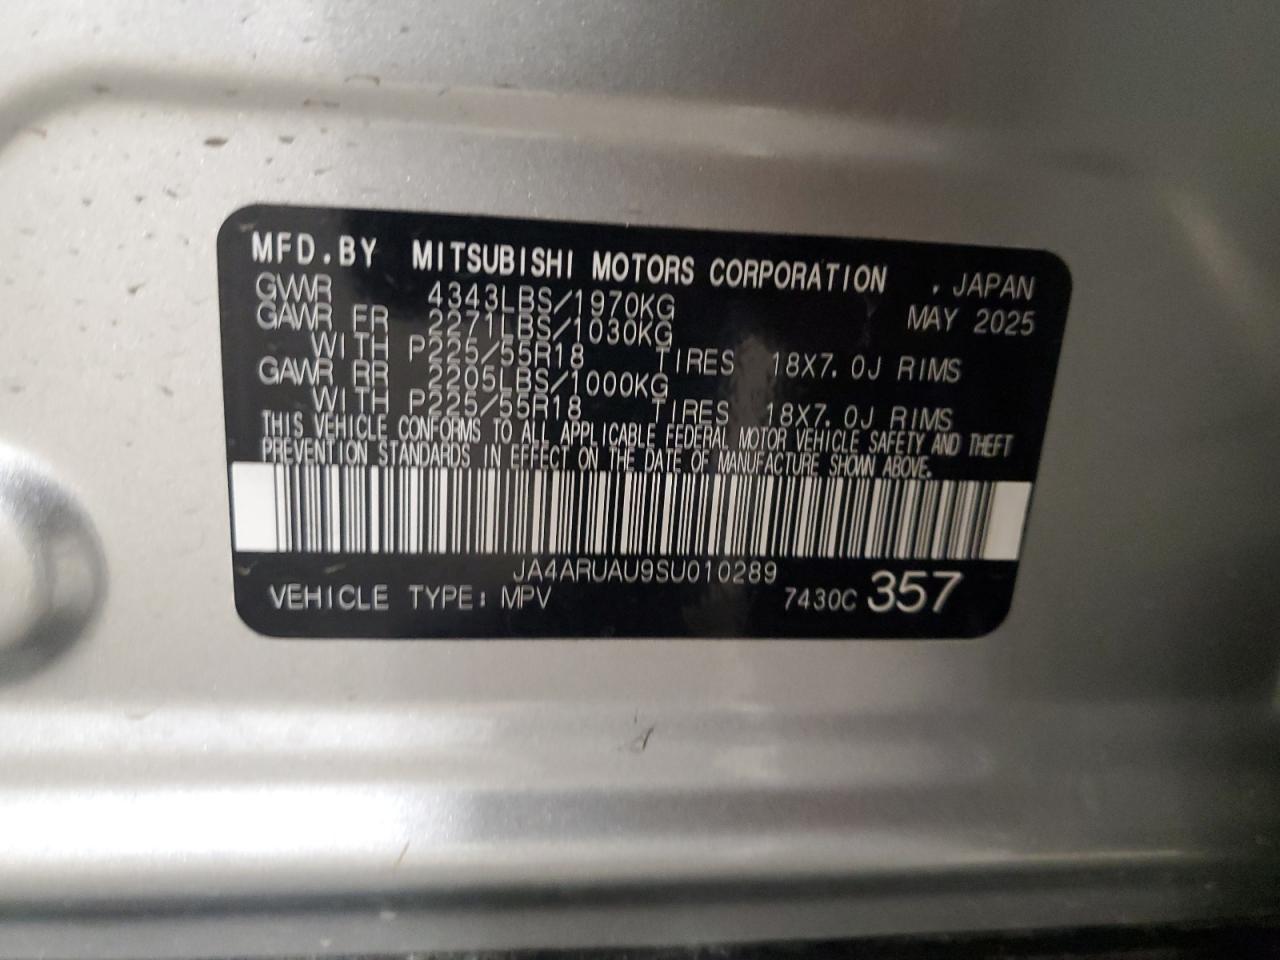 MFD.BY MITSUBISHI MOTORS CORPORATION , JAPAN
GVWR 4343LBS/1970KG MAY 2025
GAWR FR 2271LBS/1030KG
WITH P225/55R18 TIRES 18X7.0J RIMS
GAWR RR 2205LBS/1000KG
WITH P225/55R18 TIRES 18X7.0J RIMS
THIS VEHICLE CONFORMS TO ALL APPLICABLE FEDERAL MOTOR VEHICLE SAFETY AND THEFT
PREVENTION STANDARDS IN EFFECT ON THE DATE OF MANUFACTURE SHOWN ABOVE.
JA4ARUAU9SU010289
VEHICLE TYPE: MPV 7430C 357